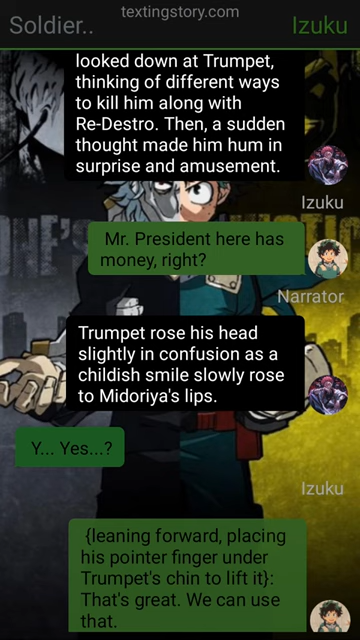 textingstory.com
Soldier.. Izuku
looked down at Trumpet,
thinking of different ways
to kill him along with
Re-Destro. Then, a sudden
thought made him hum in
surprise and amusement.
Izuku
Mr. President here has
money, right?
Narrator
Trumpet rose his head
slightly in confusion as a
childish smile slowly rose
to Midoriya's lips.
Y... Yes...?
Izuku
{leaning forward, placing
his pointer finger under
Trumpet's chin to lift it}:
That's great. We can use
that.